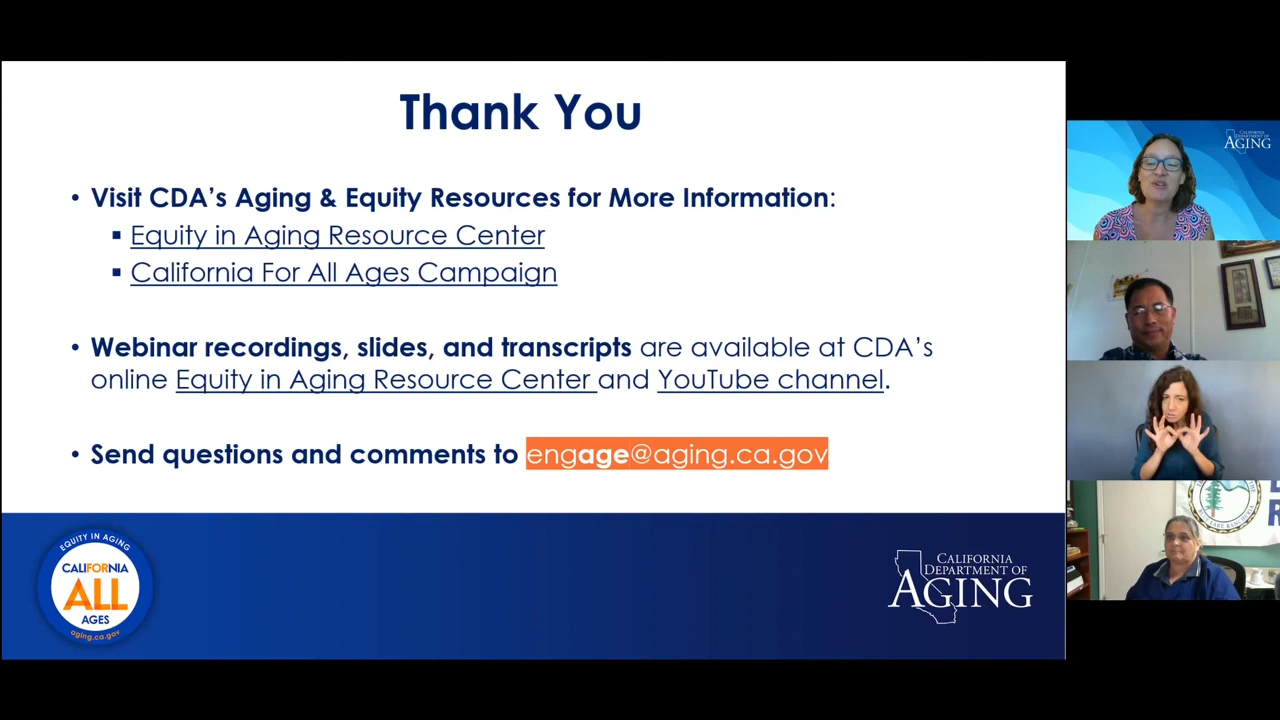 Thank You
• Visit CDA's Aging & Equity Resources for More Information:
▪ Equity in Aging Resource Center
▪ California For All Ages Campaign
• Webinar recordings, slides, and transcripts are available at CDA's
online Equity in Aging Resource Center and YouTube channel.
• Send questions and comments to engage@aging.ca.gov
EQUITY IN AGING
CALIFORNIA
ALL
AGES
aging.ca.gov
CALIFORNIA
DEPARTMENT OF
AGING
CALIFORNIA
DEPARTMENT OF
AGING